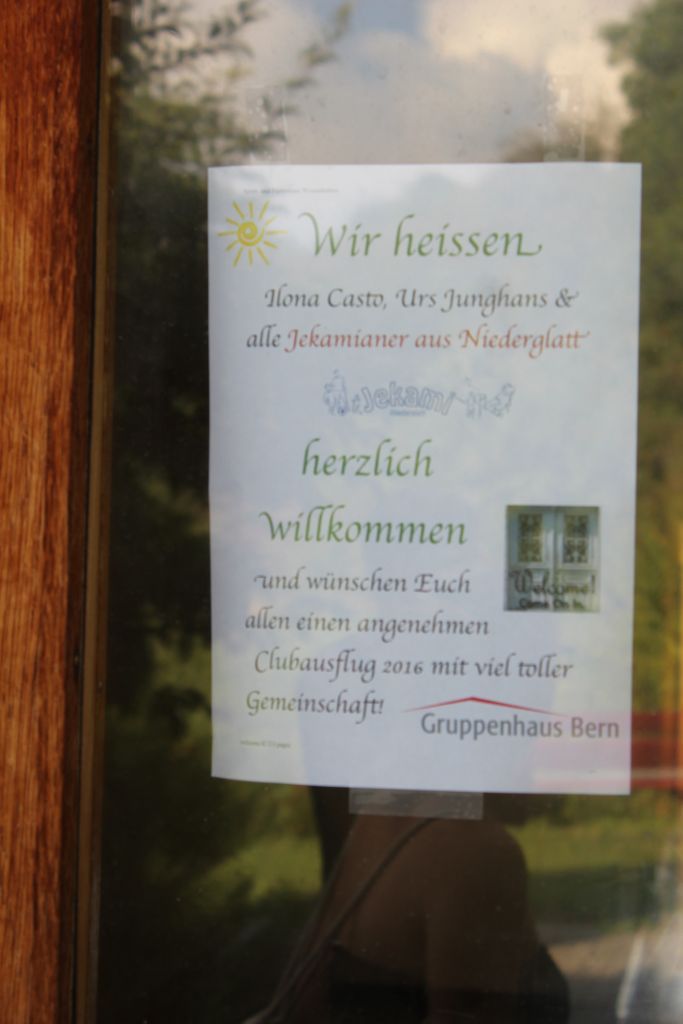 Wir heissen
Ilona Casto, Urs Junghans &
alle Jekamianer aus Niederglatt
Jekami
herzlich
willkommen
Welcome!
Come On In
und wünschen Euch
allen einen angenehmen
Clubausflug 2016 mit viel toller
Gemeinschaft!
Gruppenhaus Bern